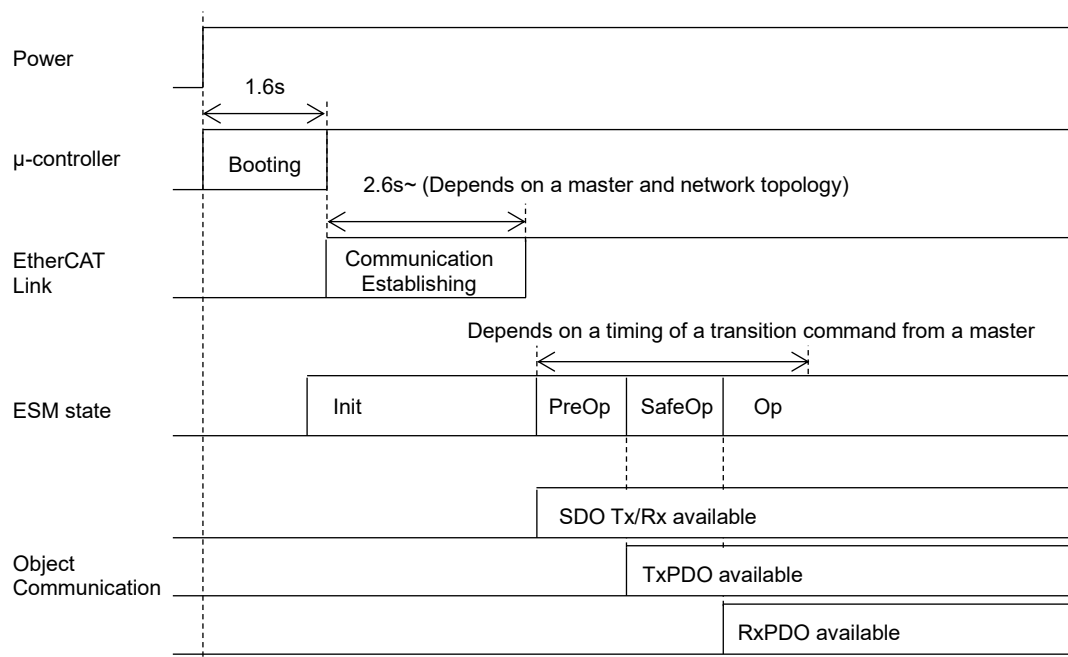 Power
1.6s
μ-controller
Booting
2.6s~ (Depends on a master and network topology)
EtherCAT
Link
Communication
Establishing
Depends on a timing of a transition command from a master
ESM state
Init
PreOp
SafeOp
Op
SDO Tx/Rx available
Object
Communication
TxPDO available
RxPDO available